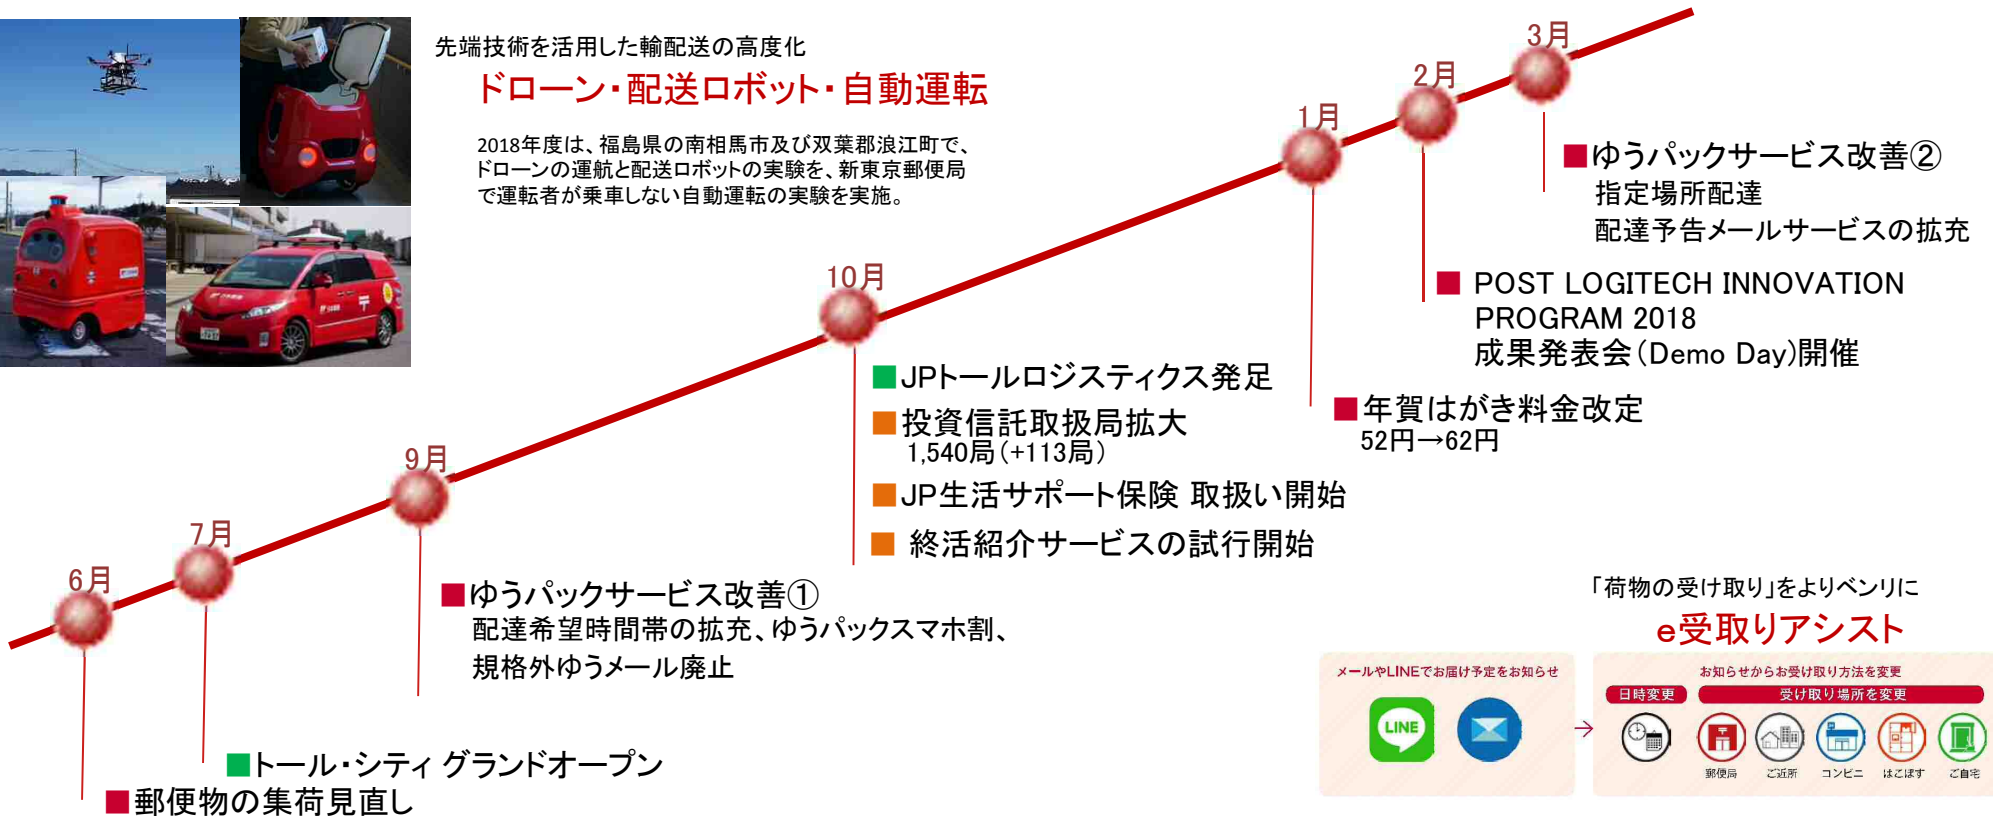 先端技術を活用した輸配送の高度化
ドローン・配送ロボット・自動運転
2018年度は、福島県の南相馬市及び双葉郡浪江町で、
ドローンの運航と配送ロボットの実験を、新東京郵便局
で運転者が乗車しない自動運転の実験を実施。
3月
■ゆうパックサービス改善②
指定場所配達
配達予告メールサービスの拡充
2月
■ POST LOGITECH INNOVATION
PROGRAM 2018
成果発表会(Demo Day)開催
1月
■年賀はがき料金改定
52円→62円
10月
■JPトールロジスティクス発足
■投資信託取扱局拡大
1,540局(+113局)
■JP生活サポート保険 取扱い開始
■ 終活紹介サービスの試行開始
9月
■ゆうパックサービス改善①
配達希望時間帯の拡充、ゆうパックスマホ割、
規格外ゆうメール廃止
7月
■トール・シティ グランドオープン
6月
■郵便物の集荷見直し
「荷物の受け取り」をよりベンリに
e受取りアシスト
メールやLINEでお届け予定をお知らせ
LINE
→
お知らせからお受け取り方法を変更
日時変更
受け取り場所を変更
郵便局
ご近所
コンビニ
はこぽす
ご自宅